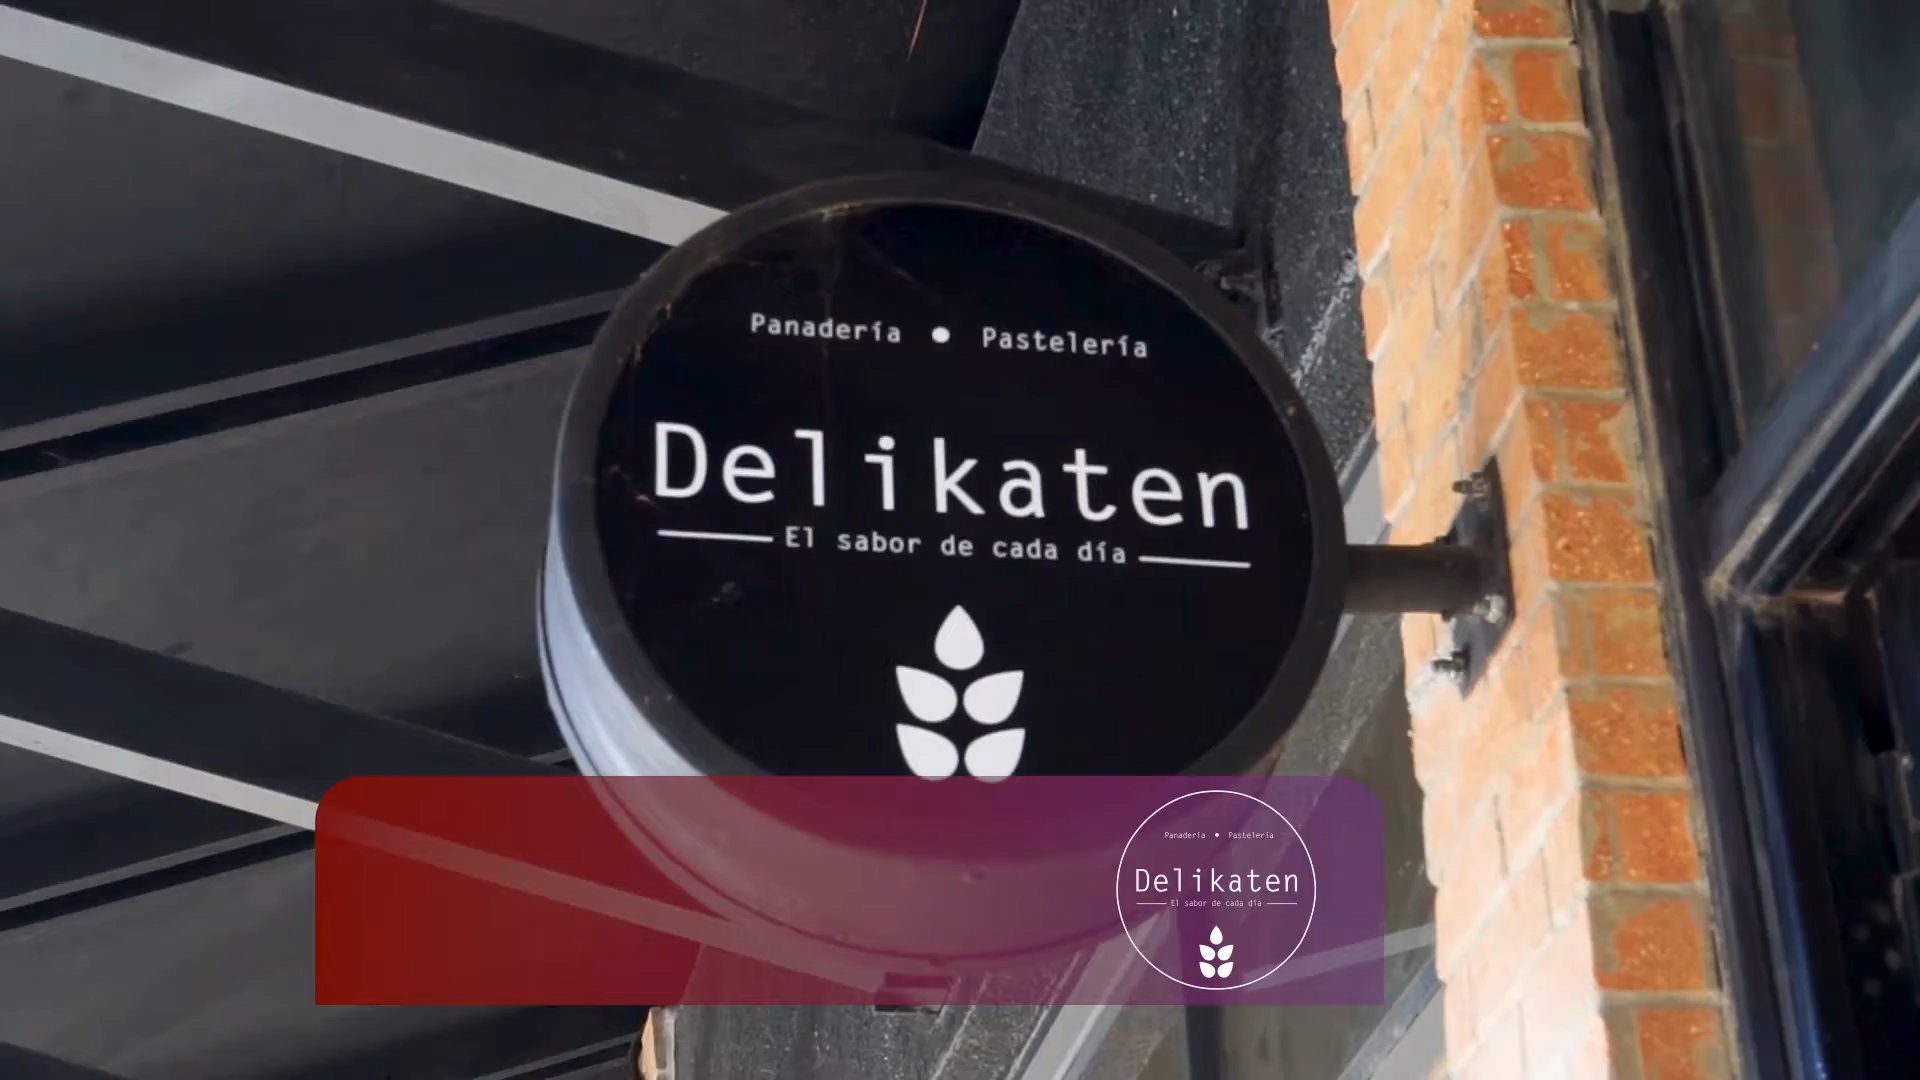 Panadería • Pastelería
Delikaten
El sabor de cada día
Panadería • Pastelería
Delikaten
El sabor de cada día